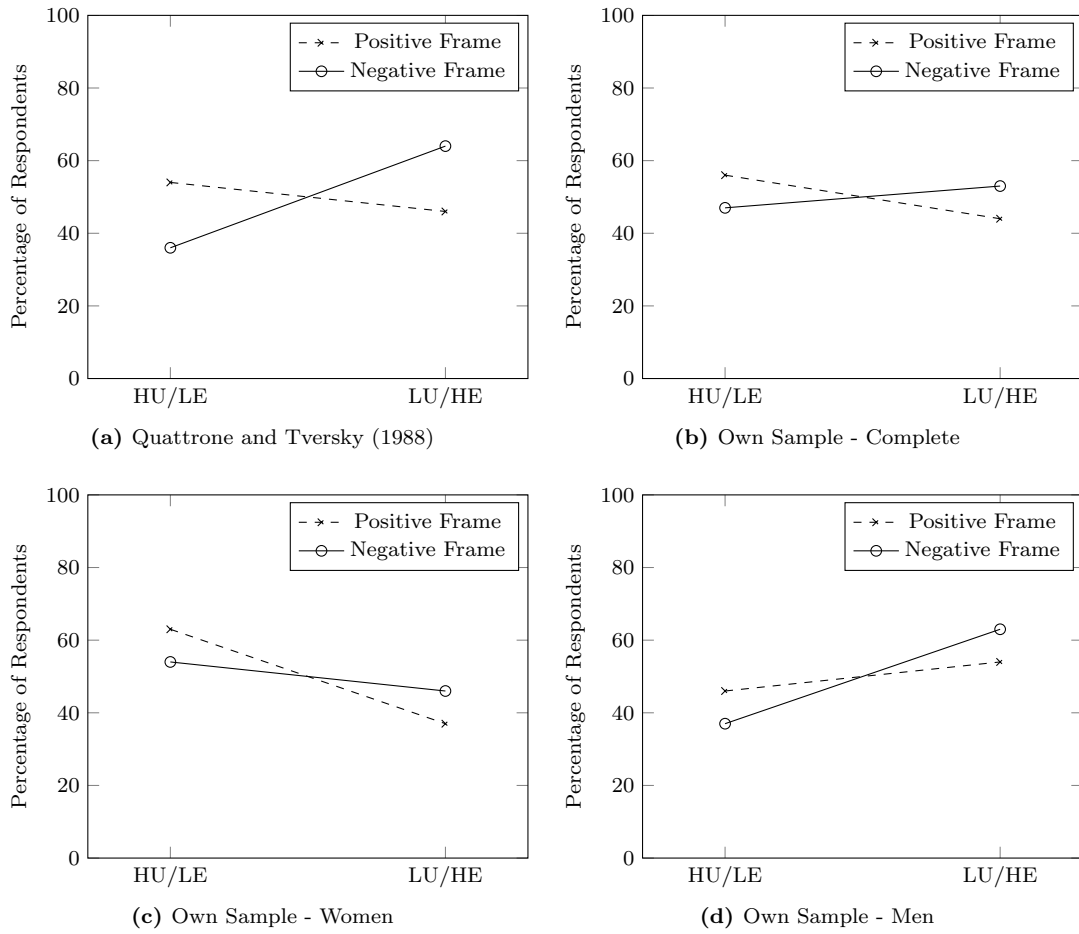 100
80
60
40
20
0
Percentage of Respondents
Positive Frame
Negative Frame
HU/LE LU/HE
(a) Quattrone and Tversky (1988)
100
80
60
40
20
0
Percentage of Respondents
Positive Frame
Negative Frame
HU/LE LU/HE
(b) Own Sample - Complete
100
80
60
40
20
0
Percentage of Respondents
Positive Frame
Negative Frame
HU/LE LU/HE
(c) Own Sample - Women
100
80
60
40
20
0
Percentage of Respondents
Positive Frame
Negative Frame
HU/LE LU/HE
(d) Own Sample - Men